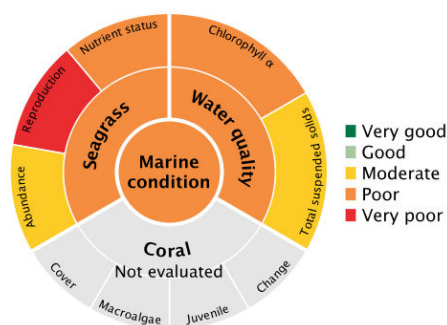 Nutrient status
Chlorophyll α
Reproduction
Seagrass
Water quality
Abundance
Total suspended solids
Marine
condition
Coral
Not evaluated
Cover
Macroalgae
Juvenile
Change
Very good
Good
Moderate
Poor
Very poor